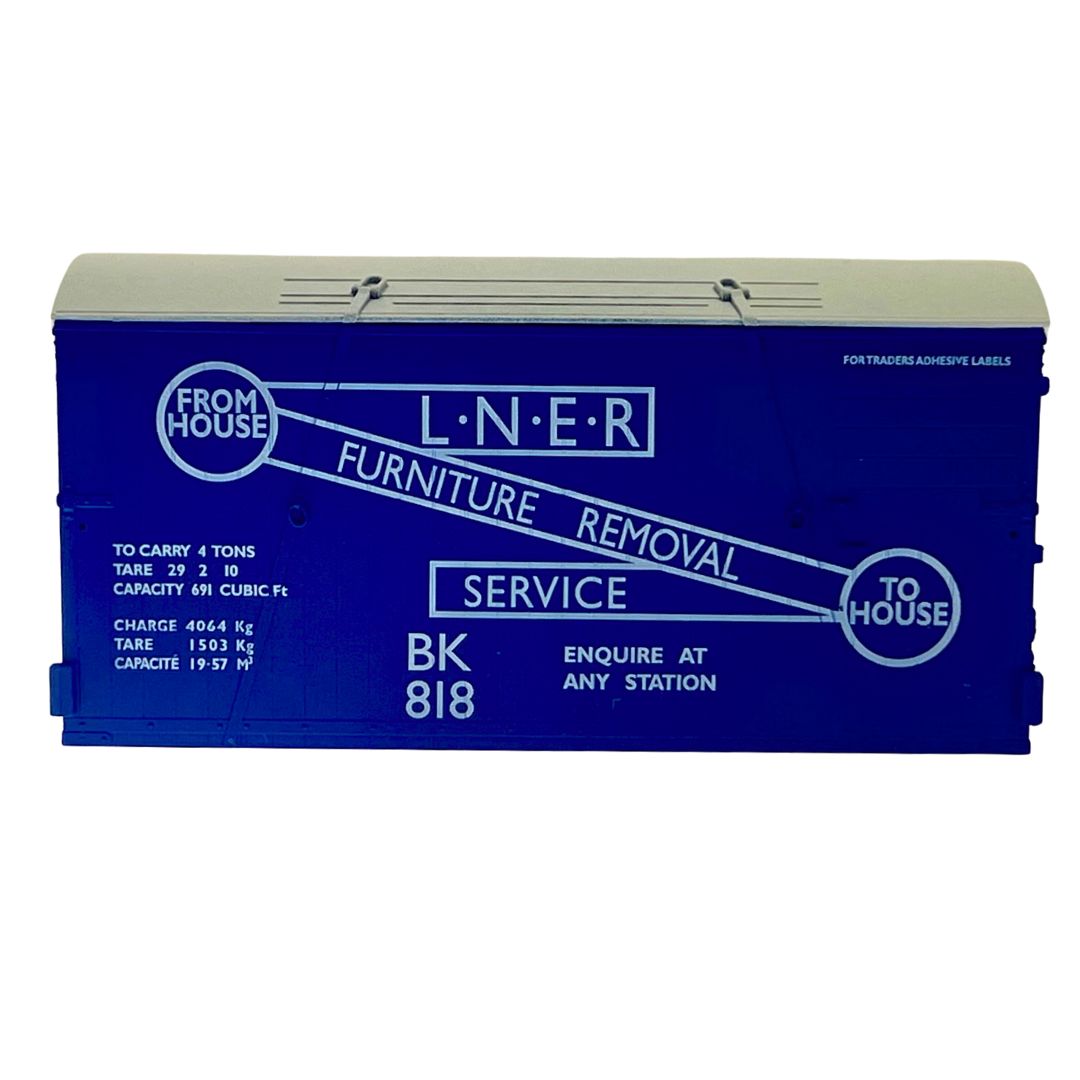 FOR TRADERS ADHESIVE LABELS
FROM
HOUSE
L·N·E·R
FURNITURE REMOVAL
SERVICE
TO
HOUSE
TO CARRY 4 TONS
TARE 29 2 10
CAPACITY 691 CUBIC Ft
CHARGE 4064 Kg
TARE 1503 Kg
CAPACITÉ 19·57 M³
BK
818
ENQUIRE AT
ANY STATION